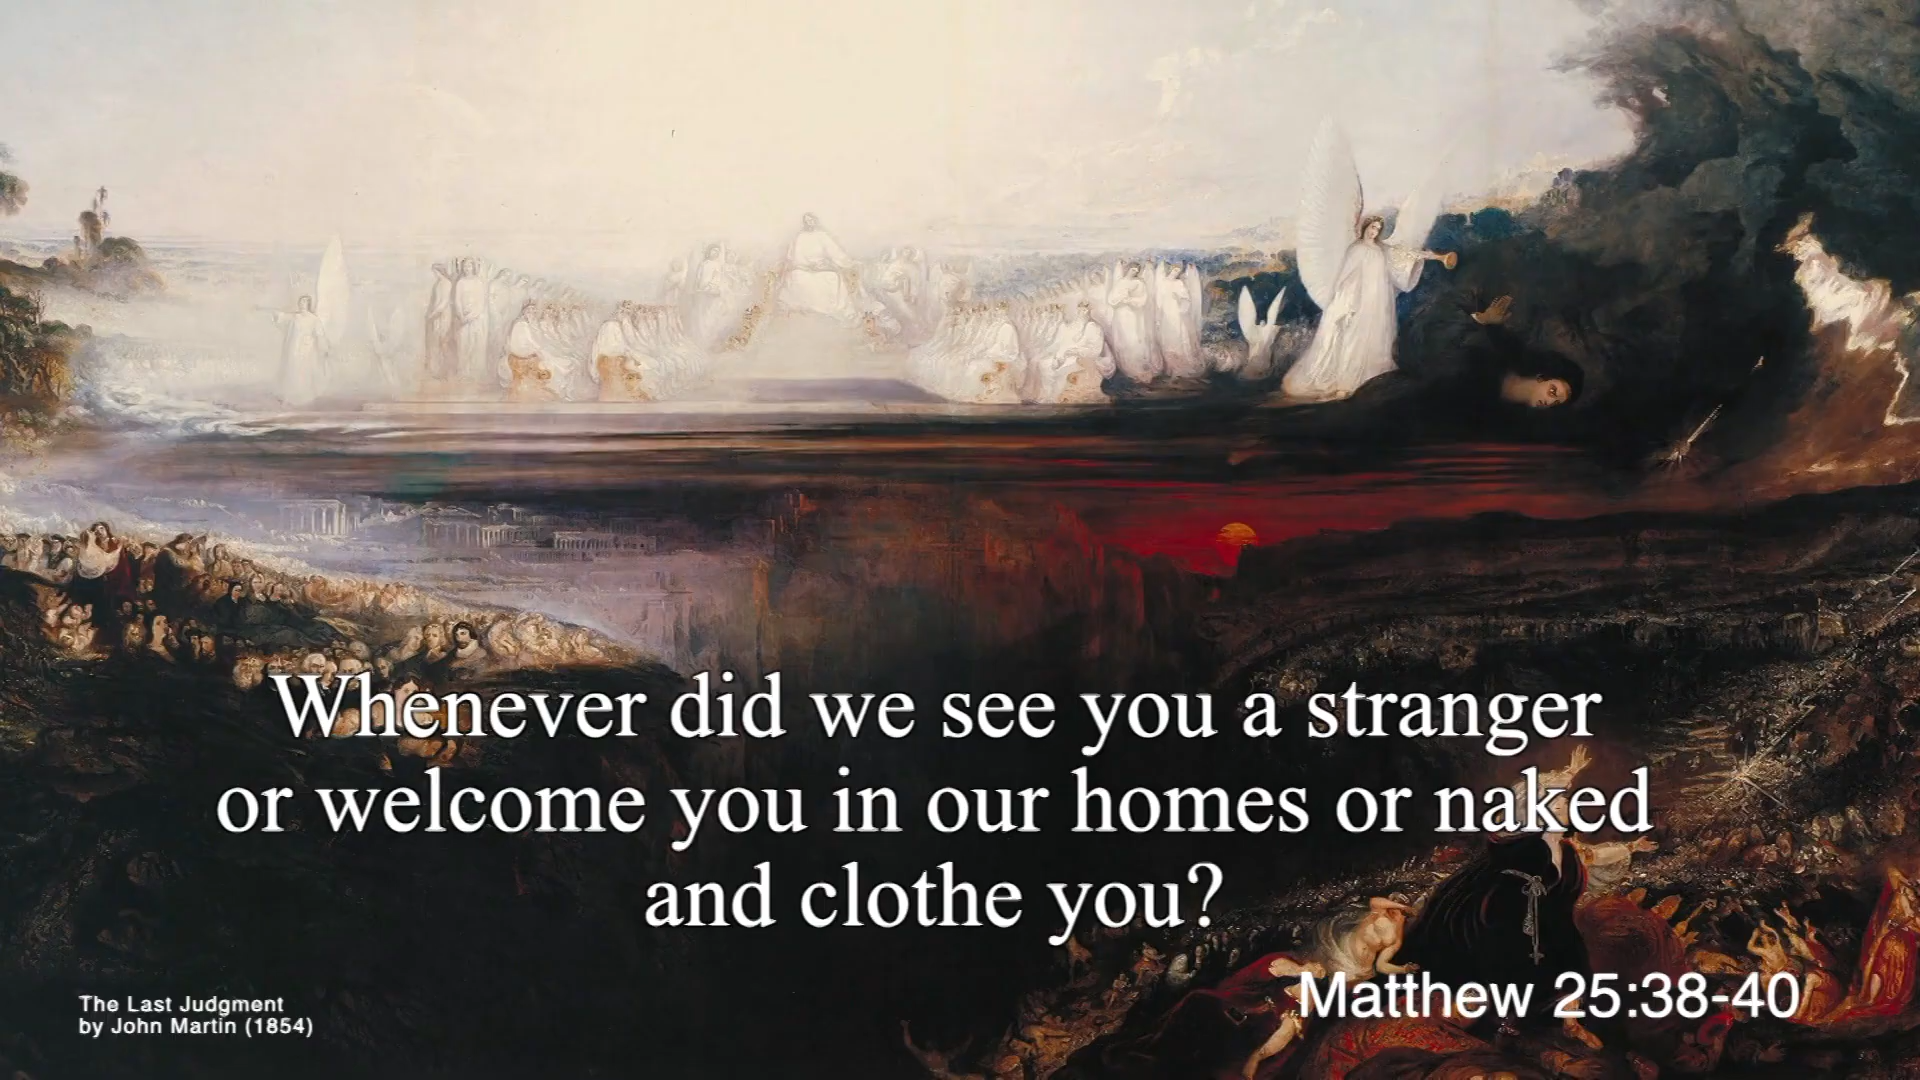 Whenever did we see you a stranger
or welcome you in our homes or naked
and clothe you?
Matthew 25:38-40
The Last Judgment
by John Martin (1854)